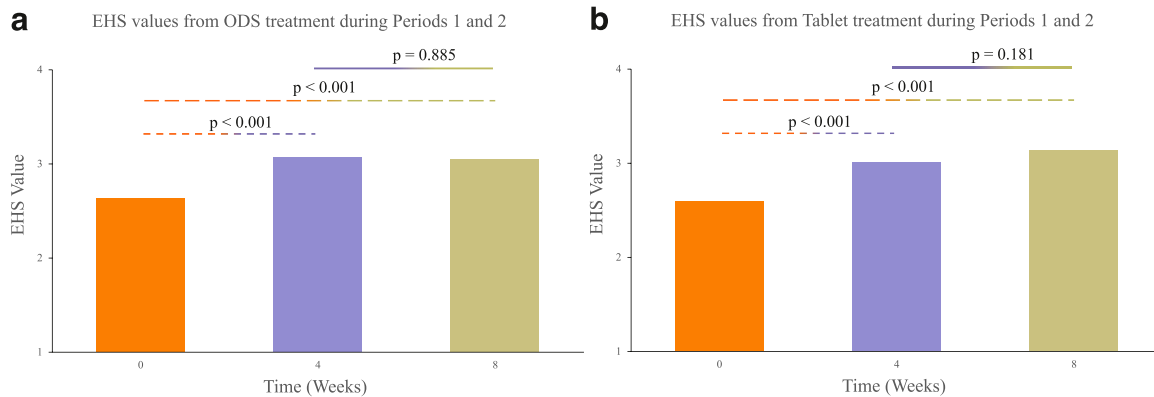 a
EHS values from ODS treatment during Periods 1 and 2
p = 0.885
p < 0.001
p < 0.001
4
3
2
1
EHS Value
0
4
8
Time (Weeks)
b
EHS values from Tablet treatment during Periods 1 and 2
p = 0.181
p < 0.001
p < 0.001
4
3
2
1
EHS Value
0
4
8
Time (Weeks)